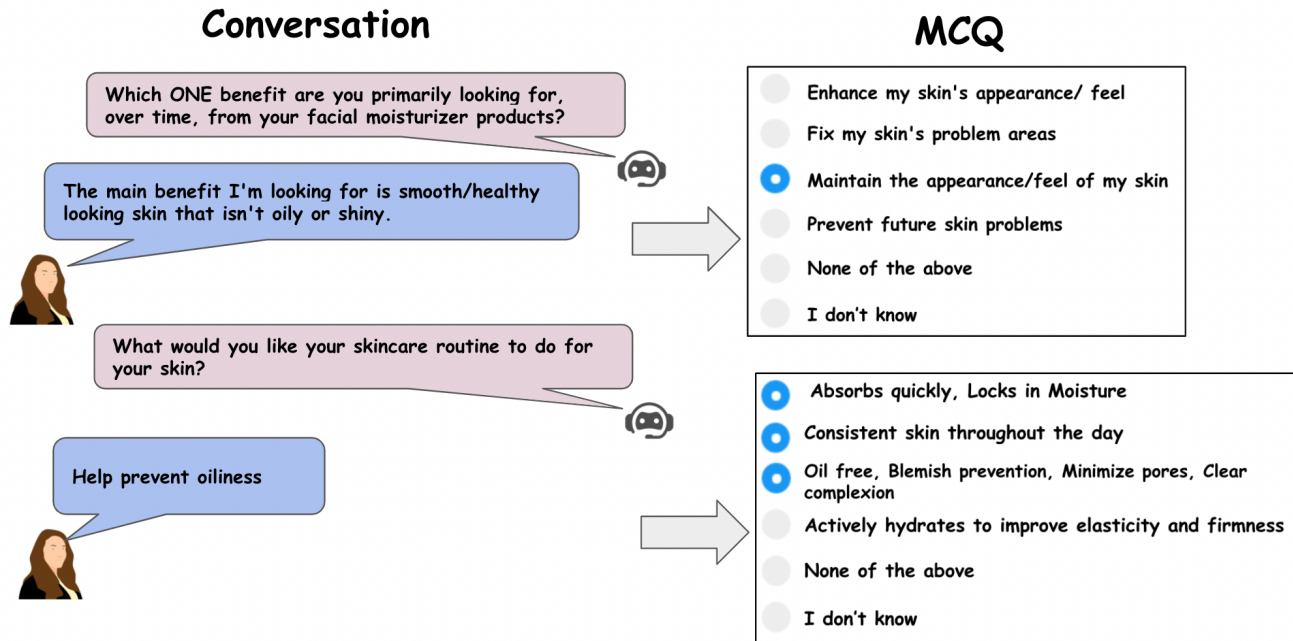 Conversation
MCQ
Which ONE benefit are you primarily looking for,
over time, from your facial moisturizer products?
The main benefit I'm looking for is smooth/healthy
looking skin that isn't oily or shiny.
Enhance my skin's appearance/ feel
Fix my skin's problem areas
Maintain the appearance/feel of my skin
Prevent future skin problems
None of the above
I don't know
What would you like your skincare routine to do for
your skin?
Help prevent oiliness
Absorbs quickly, Locks in Moisture
Consistent skin throughout the day
Oil free, Blemish prevention, Minimize pores, Clear
complexion
Actively hydrates to improve elasticity and firmness
None of the above
I don't know